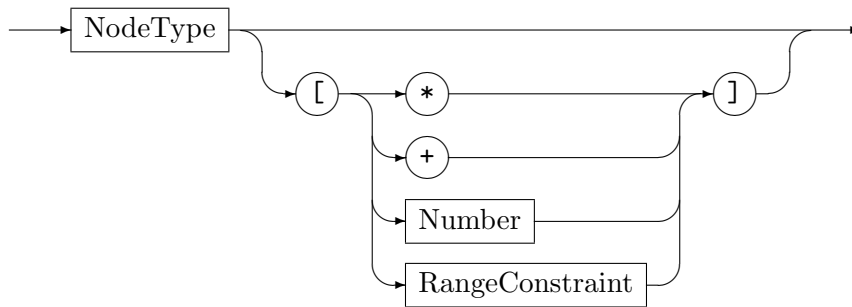 NodeType
[ * ]
+
Number
RangeConstraint